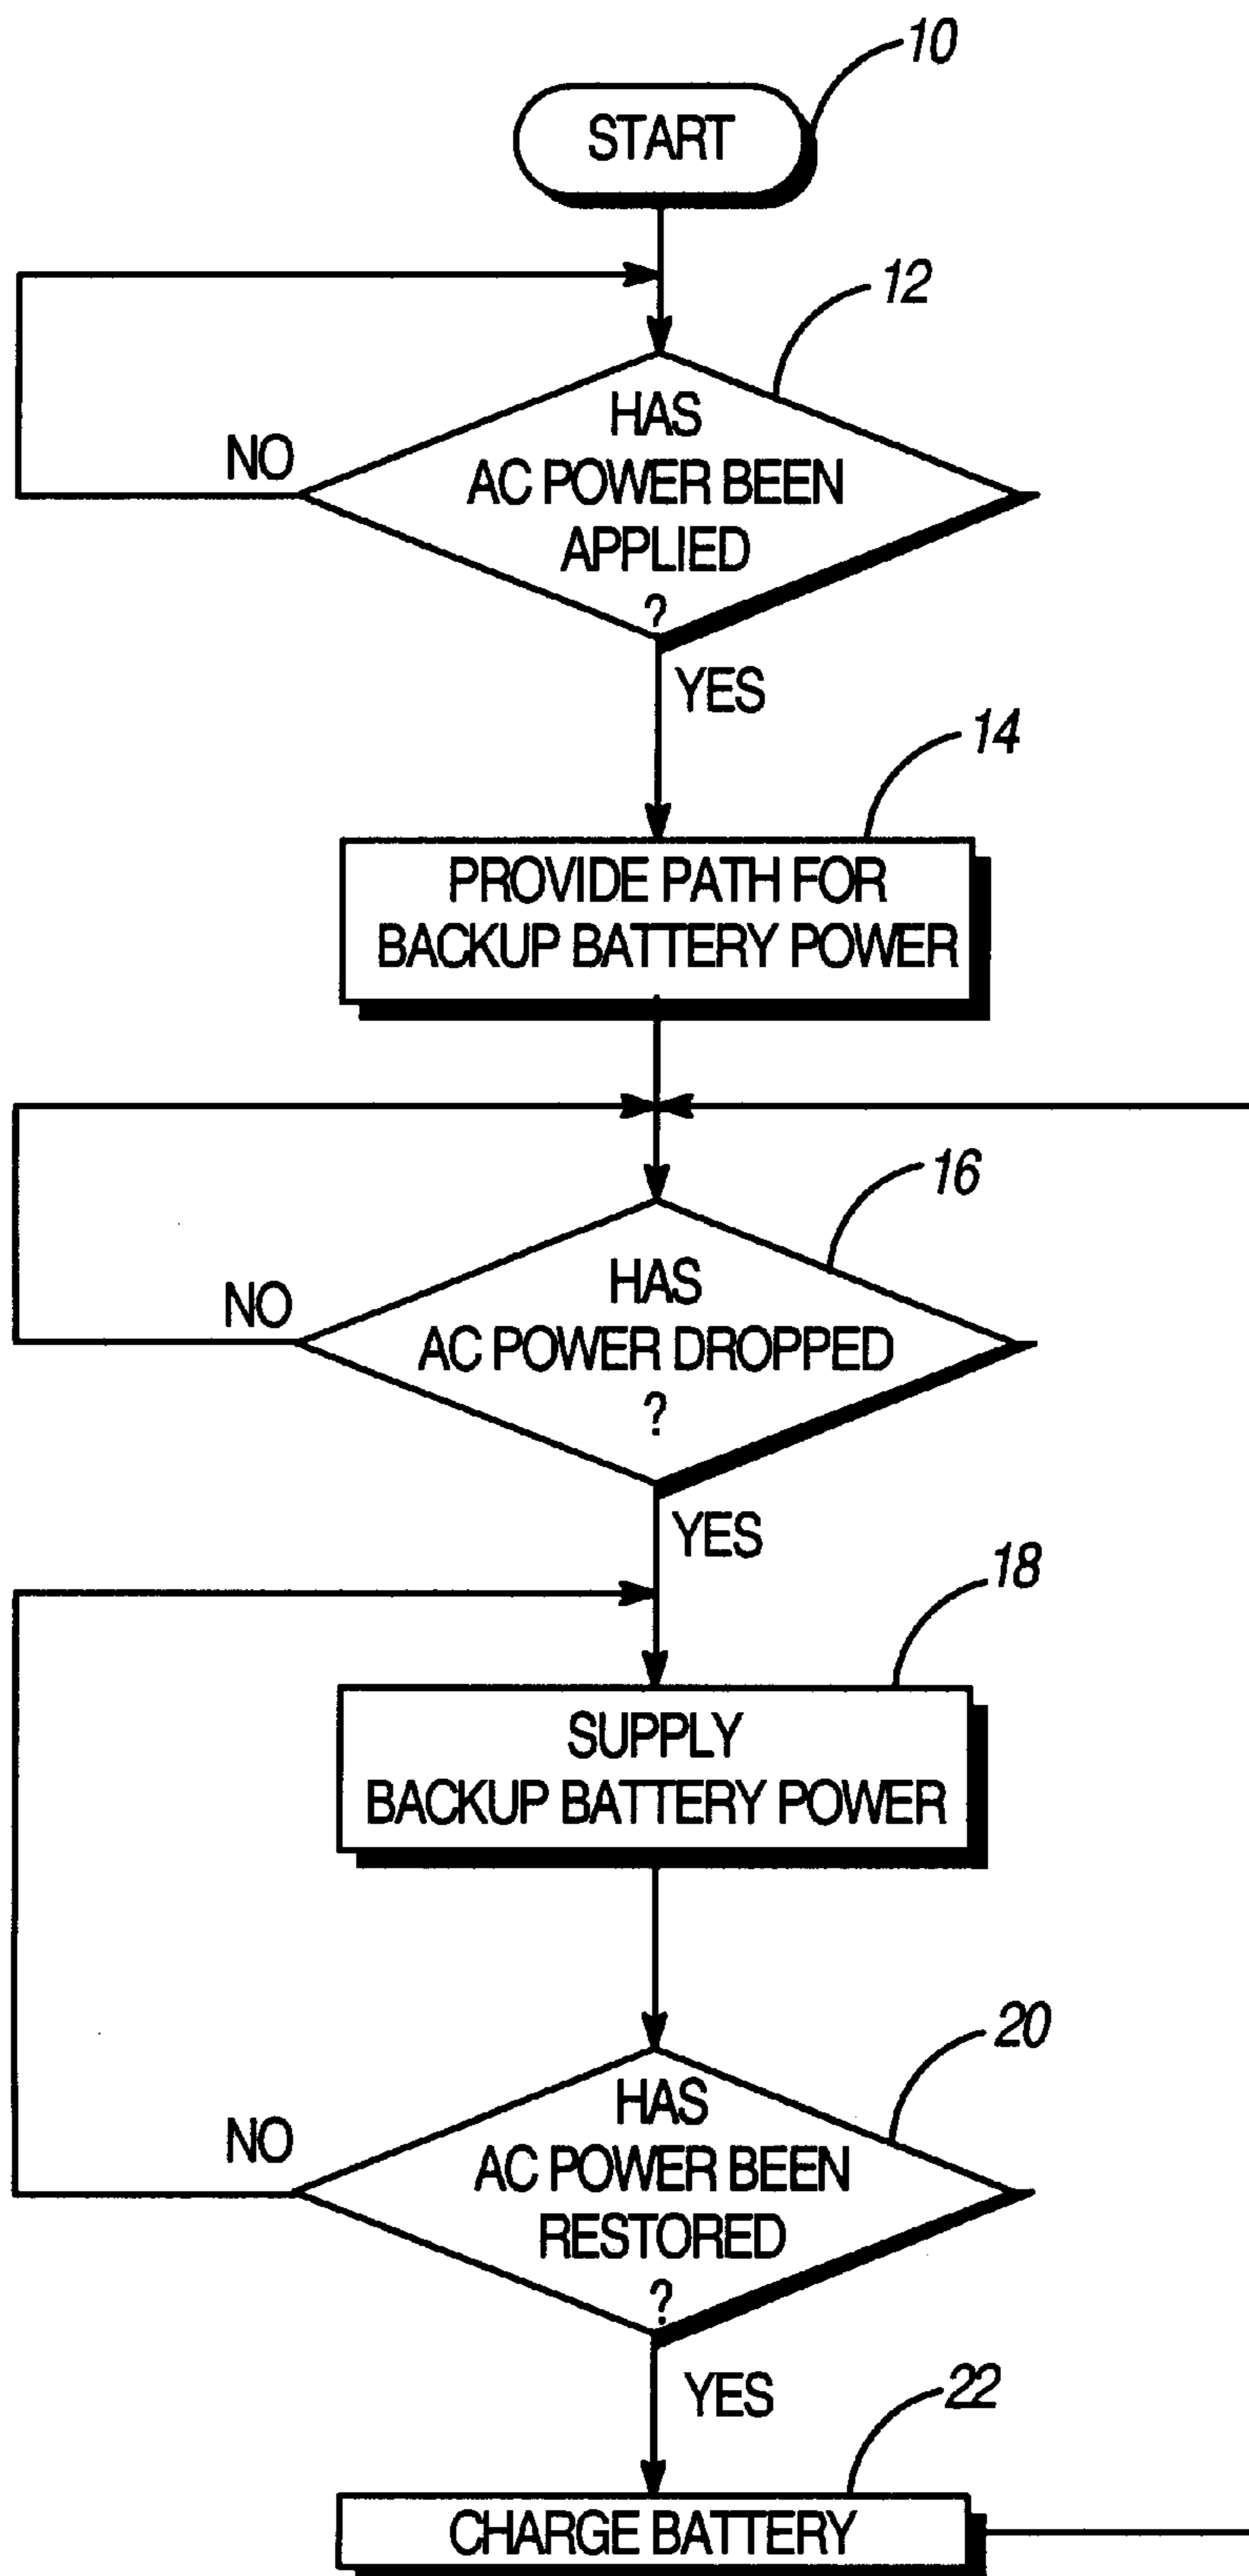 10
START
12
HAS
AC POWER BEEN
APPLIED
?
NO
YES
14
PROVIDE PATH FOR
BACKUP BATTERY POWER
16
HAS
AC POWER DROPPED
?
NO
YES
18
SUPPLY
BACKUP BATTERY POWER
20
HAS
AC POWER BEEN
RESTORED
?
NO
YES
22
CHARGE BATTERY